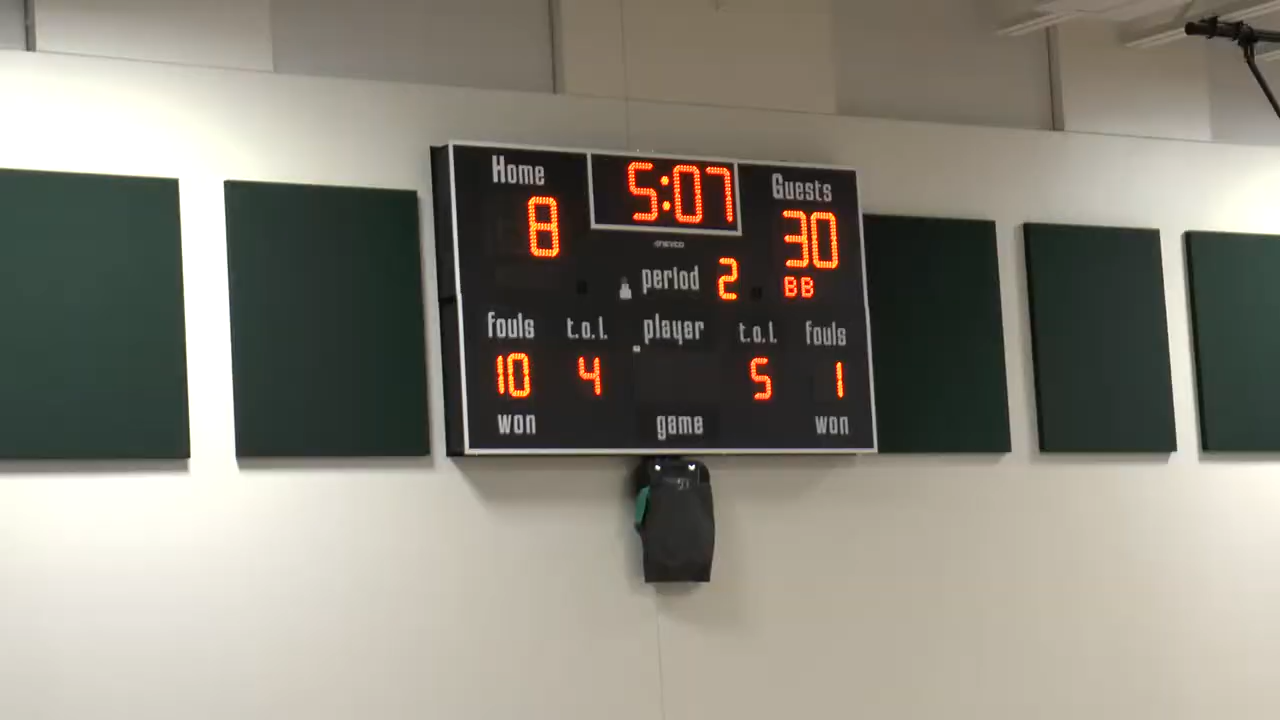 Home 5:07 Guests
8 30
NEVCO
period 2 BB
fouls t.o.l. player t.o.l. fouls
10 4 5 1
won game won